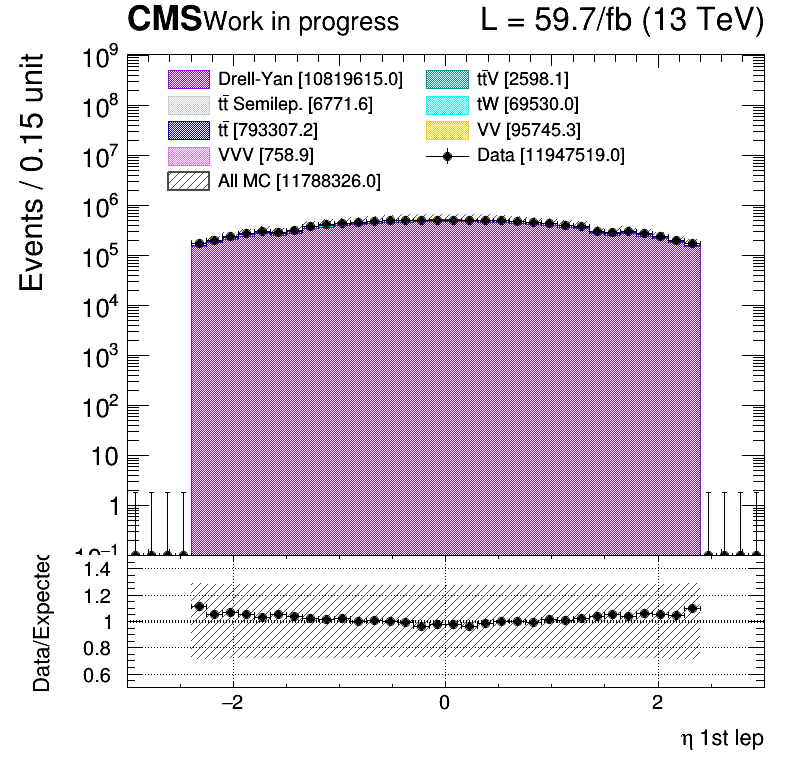 CMS Work in progress L = 59.7/fb (13 TeV)
Events / 0.15 unit
10⁹
10⁸
10⁷
10⁶
10⁵
10⁴
10³
10²
10
1
10⁻¹
Drell-Yan [10819615.0]
tt̄ Semilep. [6771.6]
tt̄ [793307.2]
VVV [758.9]
All MC [11788326.0]
tt̄V [2598.1]
tW [69530.0]
VV [95745.3]
Data [11947519.0]
Data/Expected
1.4
1.2
1
0.8
0.6
−2 0 2
η 1st lep